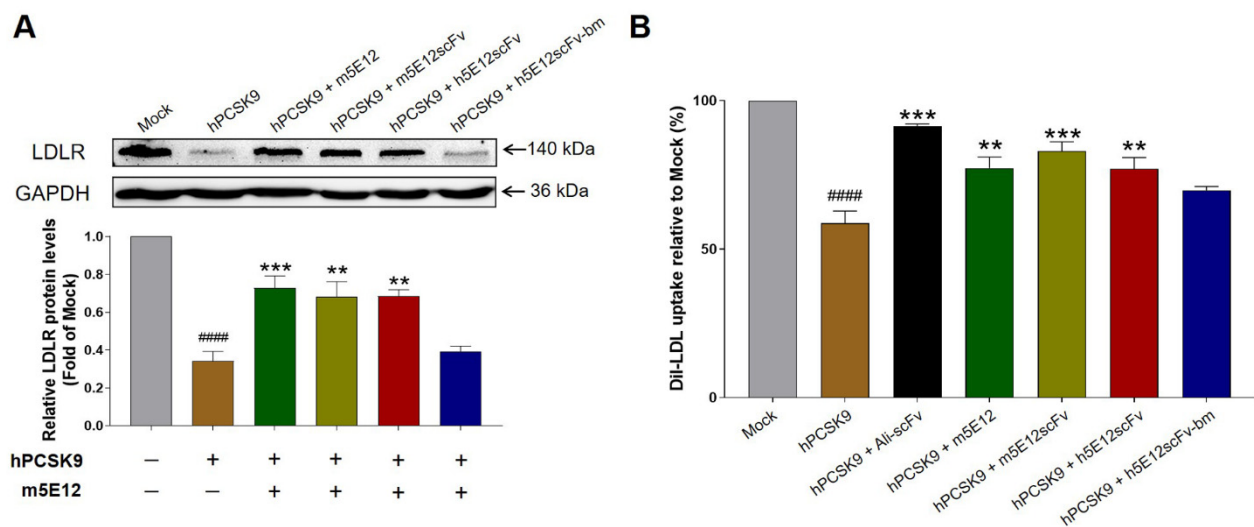 A
Mock
hPCSK9
hPCSK9 + m5E12
hPCSK9 + m5E12scFv
hPCSK9 + h5E12scFv
hPCSK9 + h5E12scFv-bm
LDLR
←140 kDa
GAPDH
← 36 kDa
Relative LDLR protein levels
(Fold of Mock)
1.0
0.8
0.6
0.4
0.2
0.0
####
***
**
**
hPCSK9 – + + + + +
m5E12 – – + + + +
B
DiI-LDL uptake relative to Mock (%)
100
50
0
####
***
**
***
**
Mock
hPCSK9
hPCSK9 + Ali-scFv
hPCSK9 + m5E12
hPCSK9 + m5E12scFv
hPCSK9 + h5E12scFv
hPCSK9 + h5E12scFv-bm